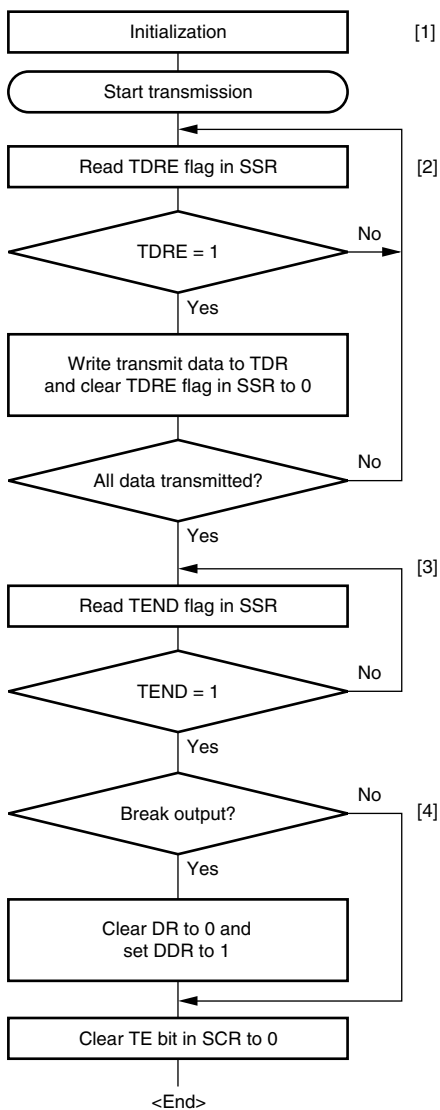 Initialization
[1]
Start transmission
Read TDRE flag in SSR
[2]
TDRE = 1
No
Yes
Write transmit data to TDR
and clear TDRE flag in SSR to 0
All data transmitted?
No
Yes
[3]
Read TEND flag in SSR
TEND = 1
No
Yes
Break output?
No
[4]
Yes
Clear DR to 0 and
set DDR to 1
Clear TE bit in SCR to 0
<End>